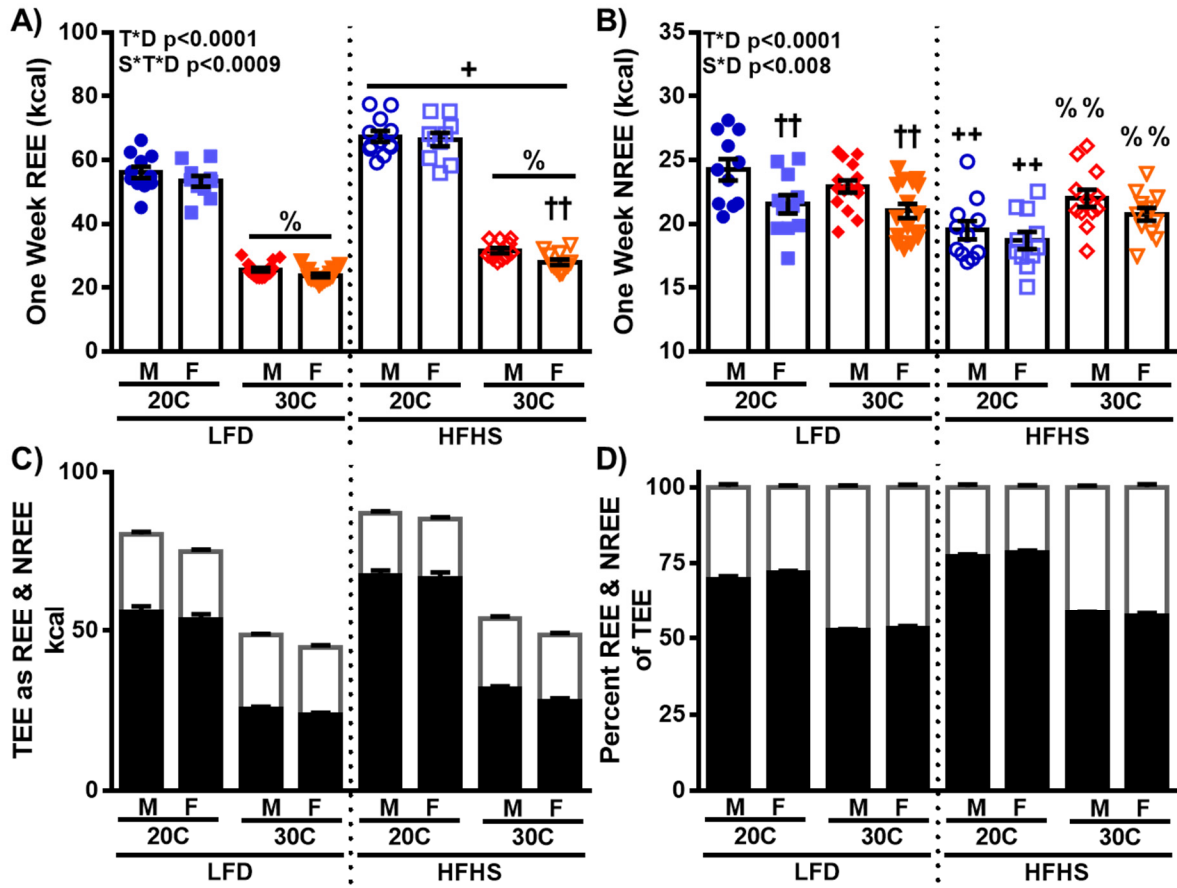 A)
One Week REE (kcal)
100
80
60
40
20
0
T*D p<0.0001
S*T*D p<0.0009
%
+
%
††
M F M F M F M F
20C 30C 20C 30C
LFD HFHS
B)
One Week NREE (kcal)
35
30
25
20
15
10
T*D p<0.0001
S*D p<0.008
†† †† ++ ++ % % % %
M F M F M F M F
20C 30C 20C 30C
LFD HFHS
C)
TEE as REE & NREE
kcal
100
50
0
M F M F M F M F
20C 30C 20C 30C
LFD HFHS
D)
Percent REE & NREE
of TEE
100
75
50
25
0
M F M F M F M F
20C 30C 20C 30C
LFD HFHS